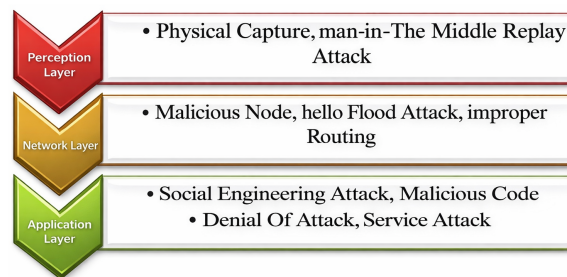 Perception
Layer
• Physical Capture, man-in-The Middle Replay
Attack
Network Layer
• Malicious Node, hello Flood Attack, improper
Routing
Application
Layer
• Social Engineering Attack, Malicious Code
• Denial Of Attack, Service Attack